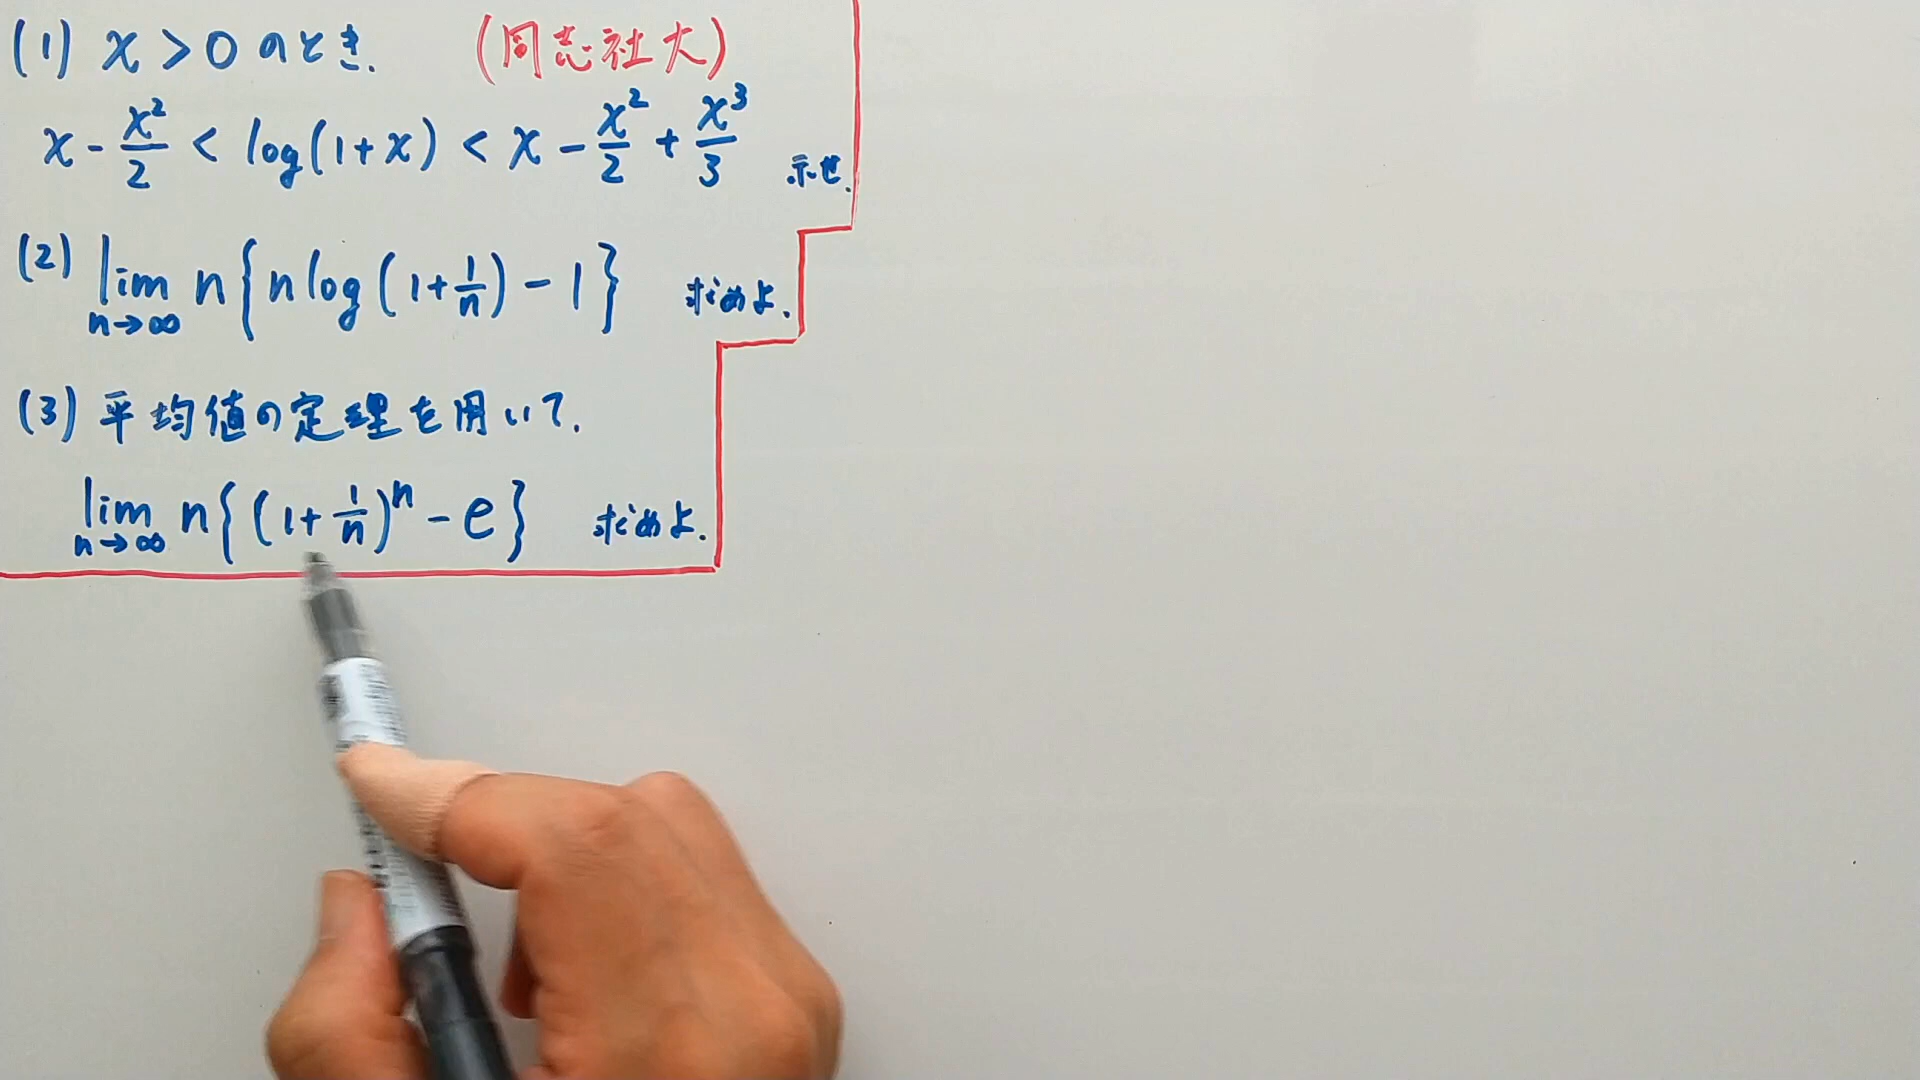 (1) x > 0 のとき. (同志社大)
x - x²/2 < log(1+x) < x - x²/2 + x³/3 示せ.
(2) lim n→∞ n{n log(1+1/n) - 1} 求めよ.
(3) 平均値の定理を用いて.
lim n→∞ n{(1+1/n)ⁿ - e} 求めよ.